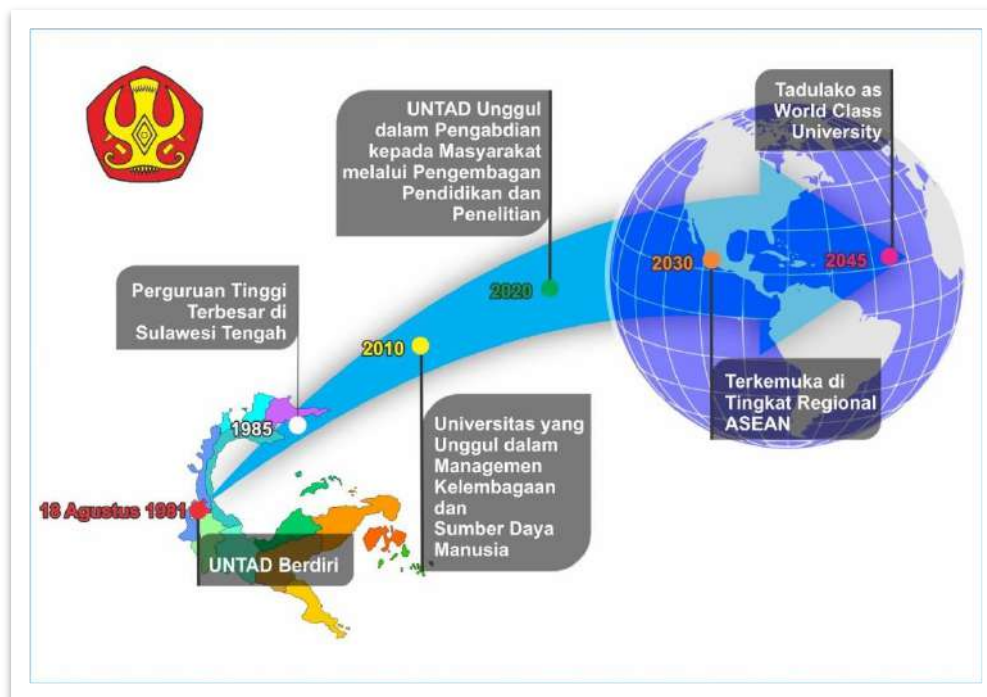 18 Agustus 1981
UNTAD Berdiri
1985
Perguruan Tinggi
Terbesar di
Sulawesi Tengah
2010
Universitas yang
Unggul dalam
Managemen
Kelembagaan
dan
Sumber Daya
Manusia
2020
UNTAD Unggul
dalam Pengabdian
kepada Masyarakat
melalui Pengembagan
Pendidikan dan
Penelitian
2030
Terkemuka di
Tingkat Regional
ASEAN
2045
Tadulako as
World Class
University